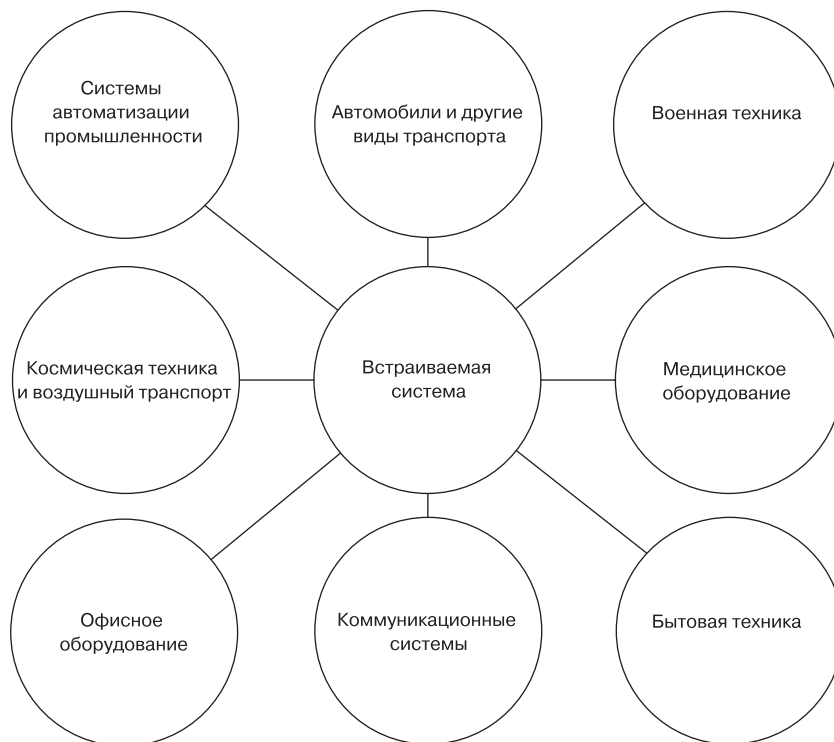 Системы
автоматизации
промышленности
Автомобили и другие
виды транспорта
Военная техника
Космическая техника
и воздушный транспорт
Встраиваемая
система
Медицинское
оборудование
Офисное
оборудование
Коммуникационные
системы
Бытовая техника